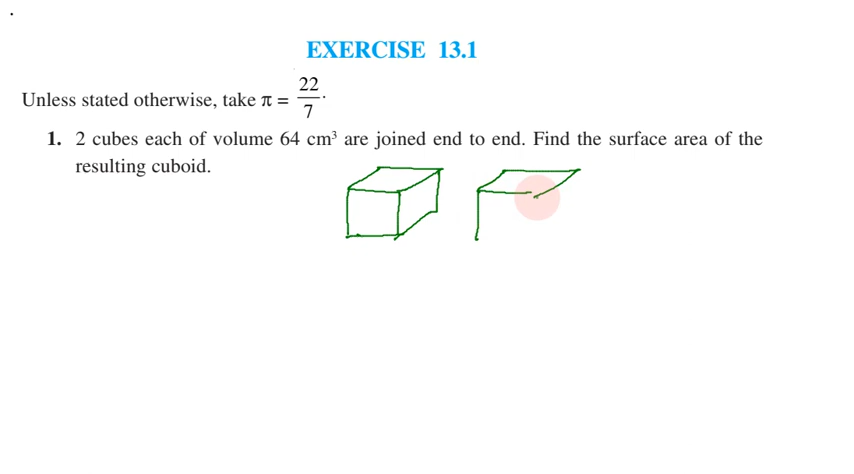 EXERCISE 13.1
Unless stated otherwise, take π = 22/7.
1. 2 cubes each of volume 64 cm³ are joined end to end. Find the surface area of the
resulting cuboid.